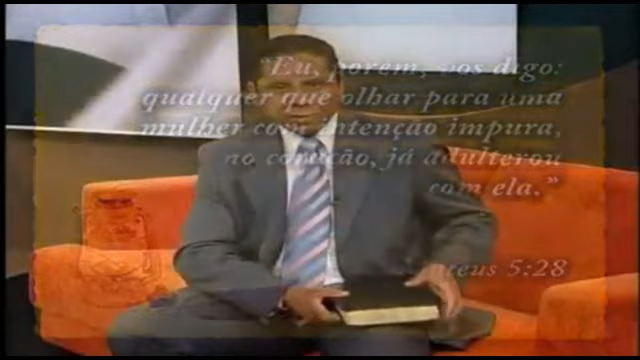 "Eu, porém, vos digo:
qualquer que olhar para uma
mulher com intenção impura,
no coração, já adulterou
com ela."
teus 5:28